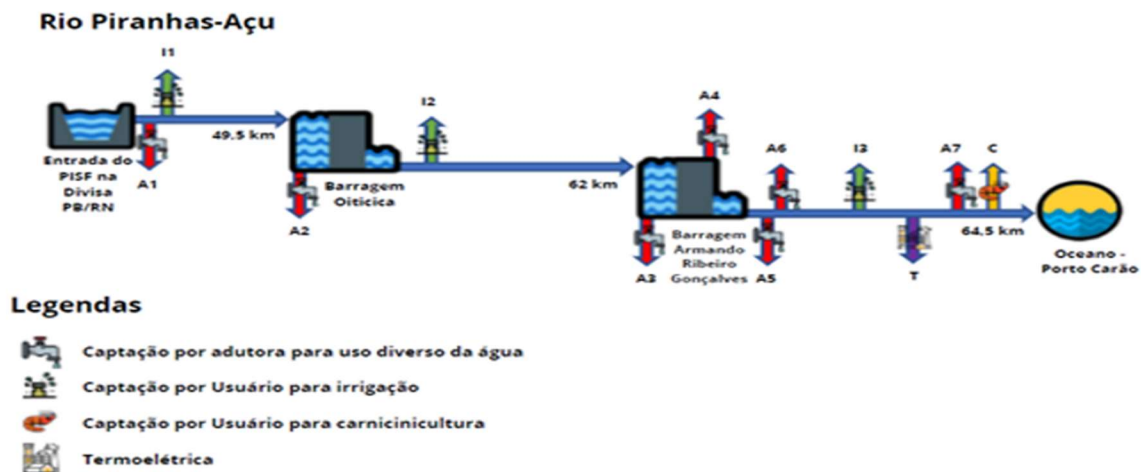 Rio Piranhas-Açu
I1
49,5 km
Entrada do
PISF na
Divisa
PB/RN
A1
A2
Barragem
Oiticica
I2
62 km
A4
A3
Barragem
Armando
Ribeiro
Gonçalves
A6
A5
I3
T
A7
C
64,5 km
Oceano -
Porto Carão
Legendas
Captação por adutora para uso diverso da água
Captação por Usuário para irrigação
Captação por Usuário para carnicinicultura
Termoelétrica